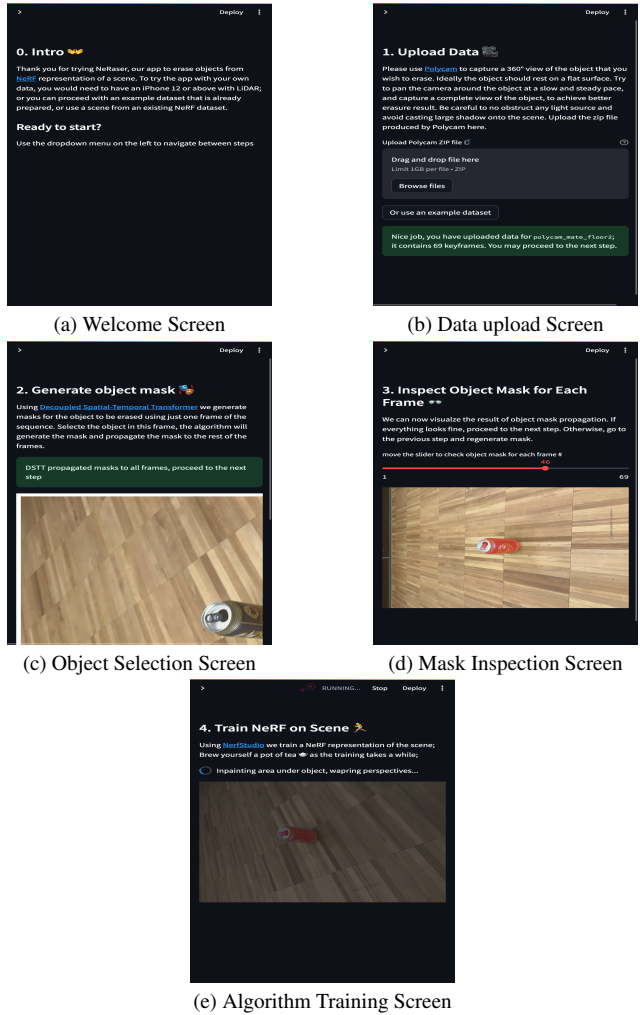 > Deploy ⋮
0. Intro 👐
Thank you for trying NeRaser, our app to erase objects from
NeRF representation of a scene. To try the app with your own
data, you would need to have an iPhone 12 or above with LiDAR;
or you can proceed with an example dataset that is already
prepared, or use a scene from an existing NeRF dataset.
Ready to start?
Use the dropdown menu on the left to navigate between steps
(a) Welcome Screen
> Deploy ⋮
1. Upload Data 📽
Please use Polycam to capture a 360° view of the object that you
wish to erase. Ideally the object should rest on a flat surface. Try
to pan the camera around the object at a slow and steady pace,
and capture a complete view of the object, to achieve better
erasure result. Be careful to no obstruct any light source and
avoid casting large shadow onto the scene. Upload the zip file
produced by Polycam here.
Upload Polycam ZIP file
Drag and drop file here
Limit 1GB per file • ZIP
Browse files
Or use an example dataset
Nice job, you have uploaded data for polycam_mate_floor2;
it contains 69 keyframes. You may proceed to the next step.
(b) Data upload Screen
> Deploy ⋮
2. Generate object mask 🎭
Using Decoupled Spatial-Temporal Transformer we generate
masks for the object to be erased using just one frame of the
sequence. Selecte the object in this frame, the algorithm will
generate the mask and propagate the mask to the rest of the
frames.
DSTT propagated masks to all frames, proceed to the next
step
(c) Object Selection Screen
> Deploy ⋮
3. Inspect Object Mask for Each
Frame 🕶
We can now visualze the result of object mask propagation. If
everything looks fine, proceed to the next step. Otherwise, go to
the previous step and regenerate mask.
move the slider to check object mask for each frame #
46
1 69
(d) Mask Inspection Screen
> RUNNING... Stop Deploy ⋮
4. Train NeRF on Scene 🏃
Using NerfStudio we train a NeRF representation of the scene;
Brew yourself a pot of tea 🍵 as the training takes a while;
Inpainting area under object, wapring perspectives...
(e) Algorithm Training Screen